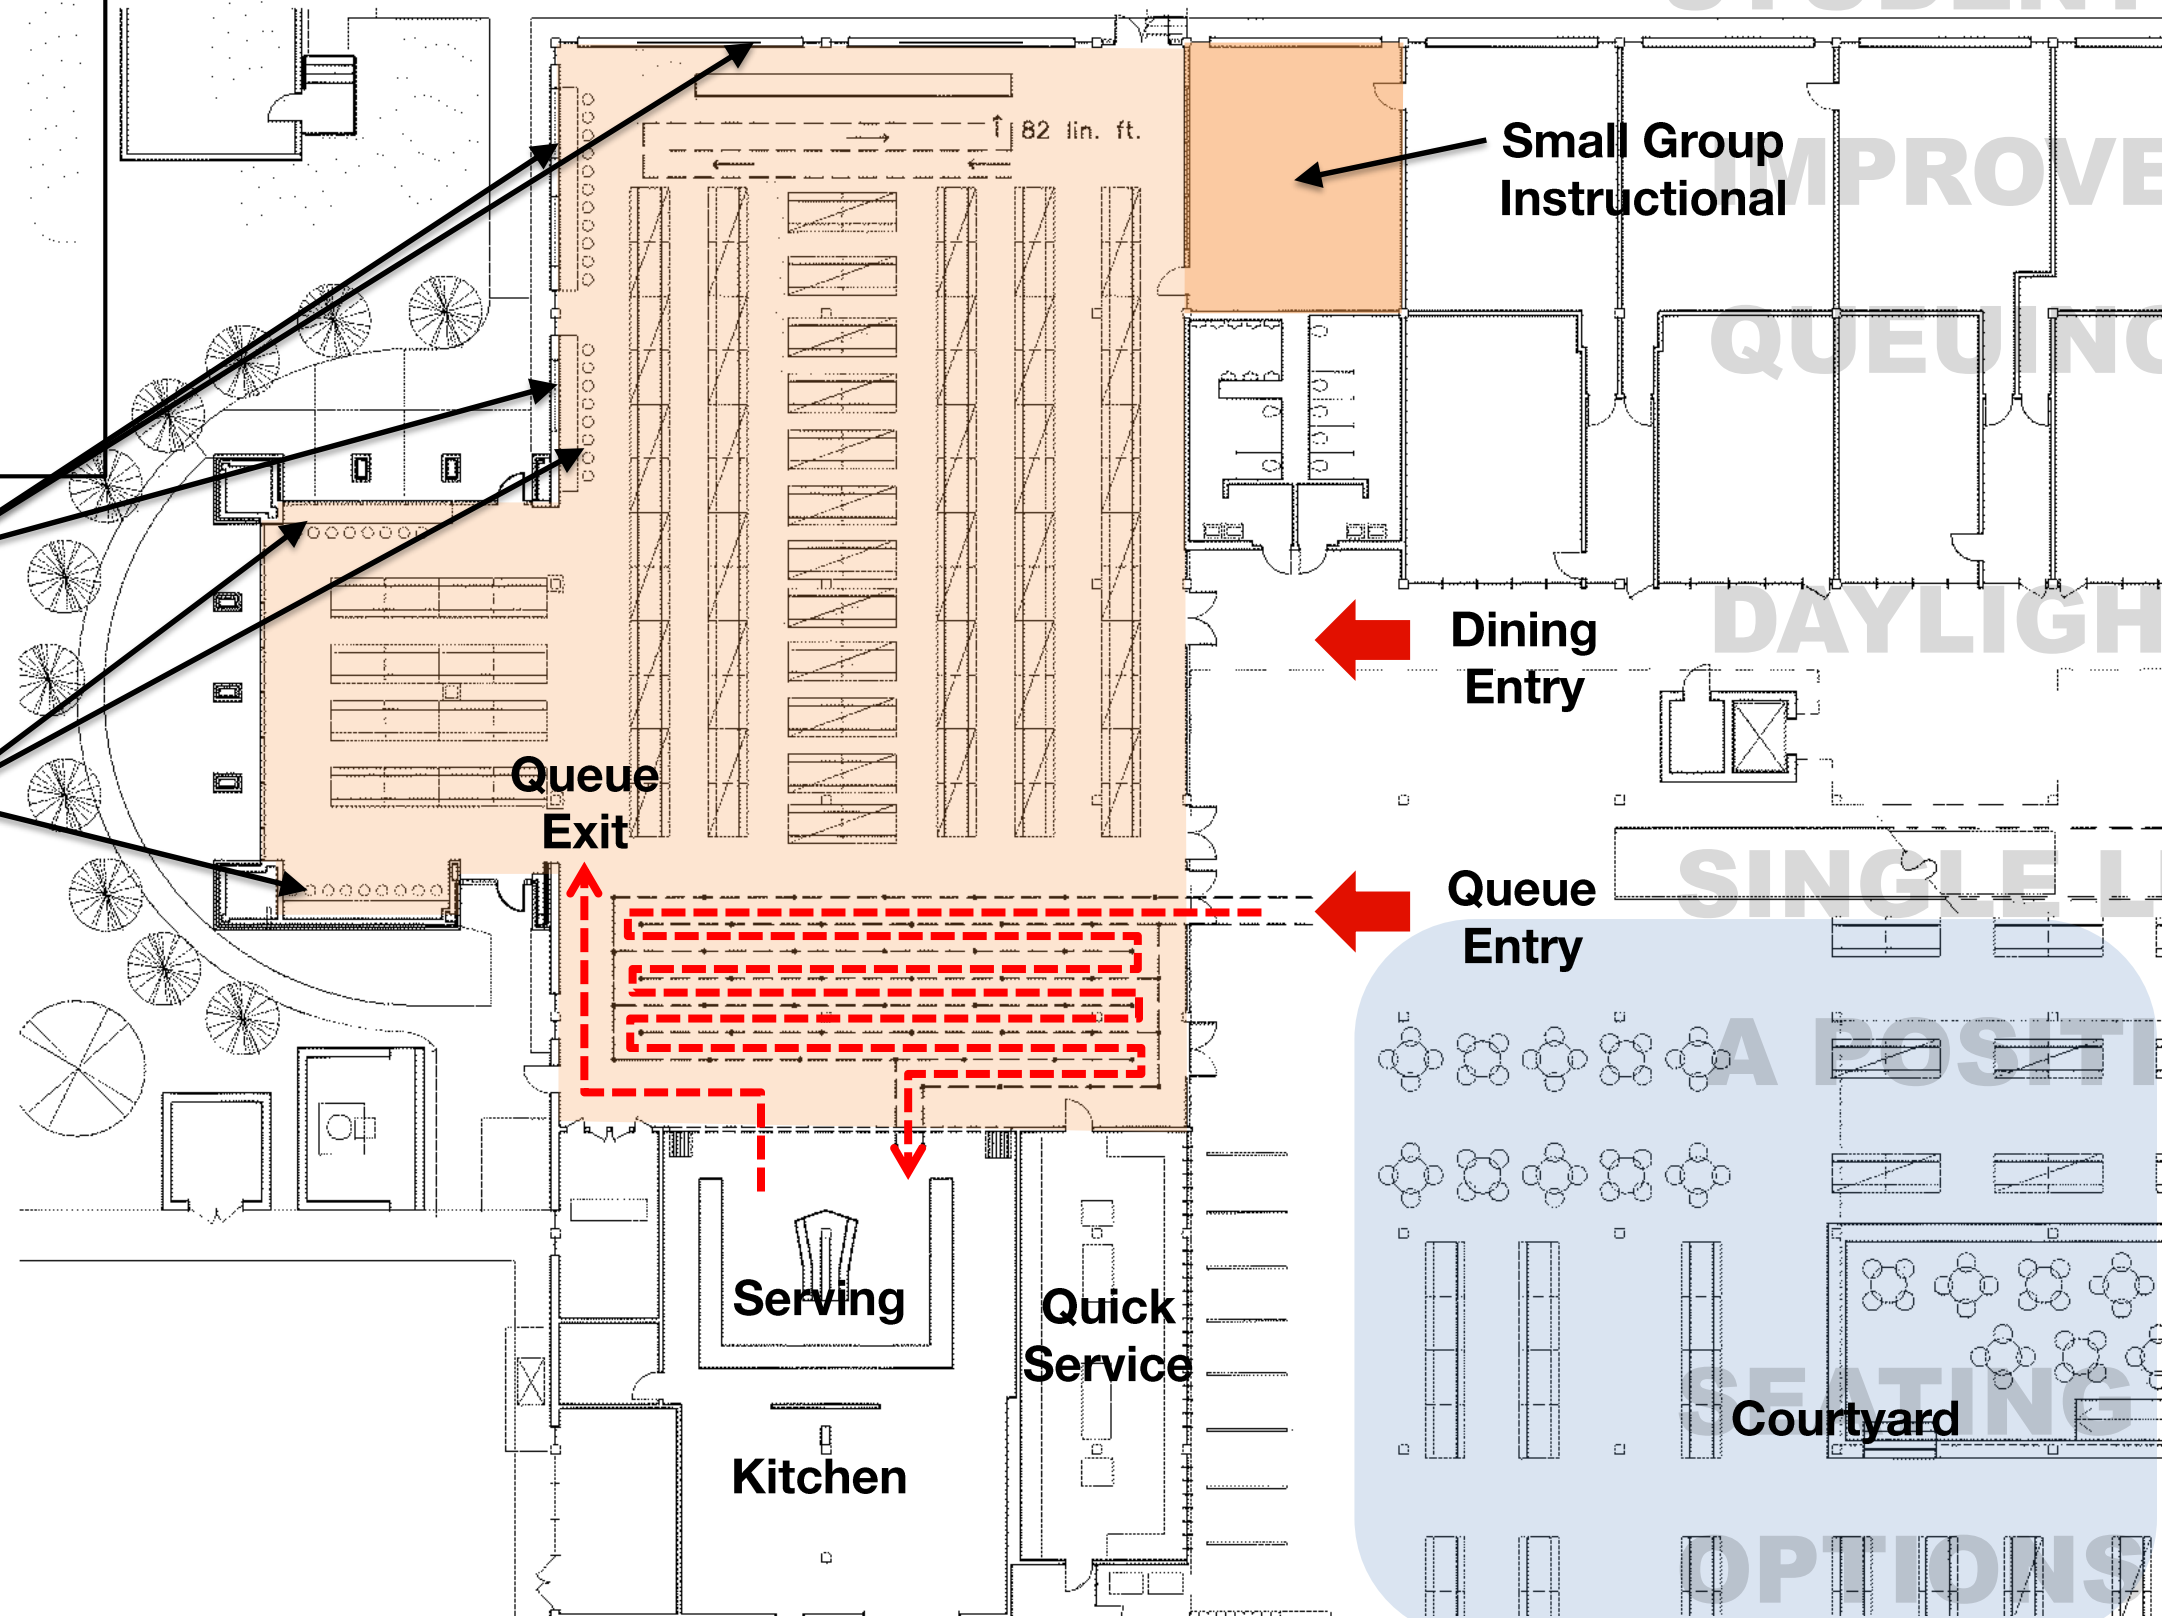 STUDENT
82 lin. ft.
Small Group
Instructional
IMPROVE
QUEUING
DAYLIGH
Dining
Entry
Queue
Exit
SINGLE L
Queue
Entry
A POSITI
Serving
Quick
Service
SEATING
Courtyard
Kitchen
OPTIONS